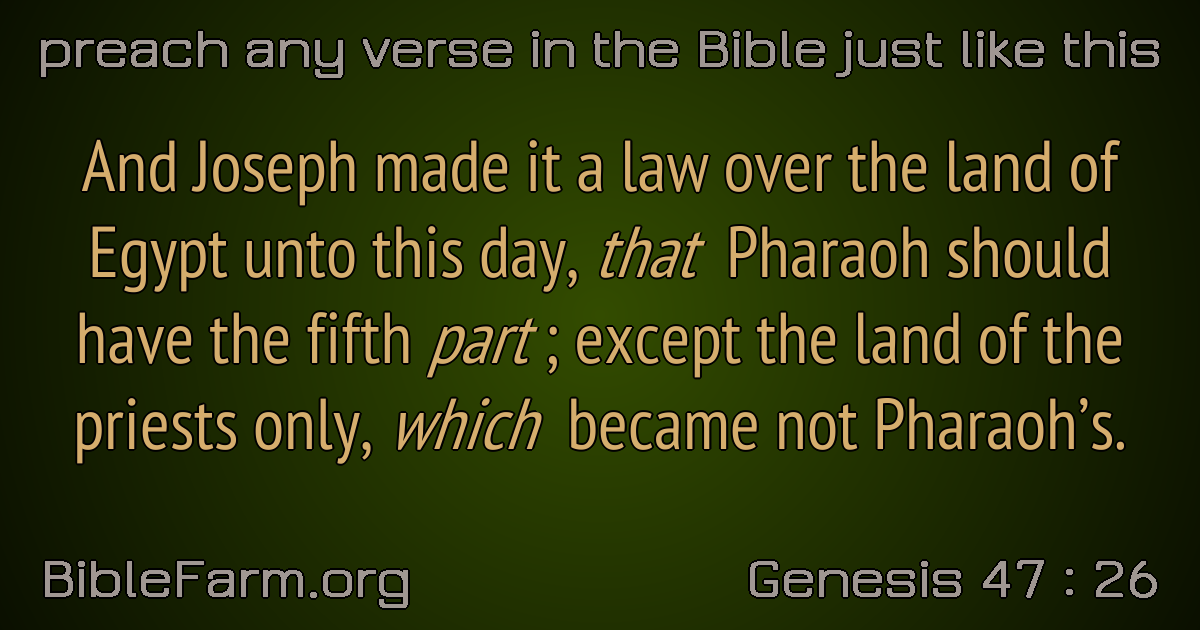 preach any verse in the Bible just like this
And Joseph made it a law over the land of
Egypt unto this day, that Pharaoh should
have the fifth part ; except the land of the
priests only, which became not Pharaoh’s.
BibleFarm.org
Genesis 47 : 26